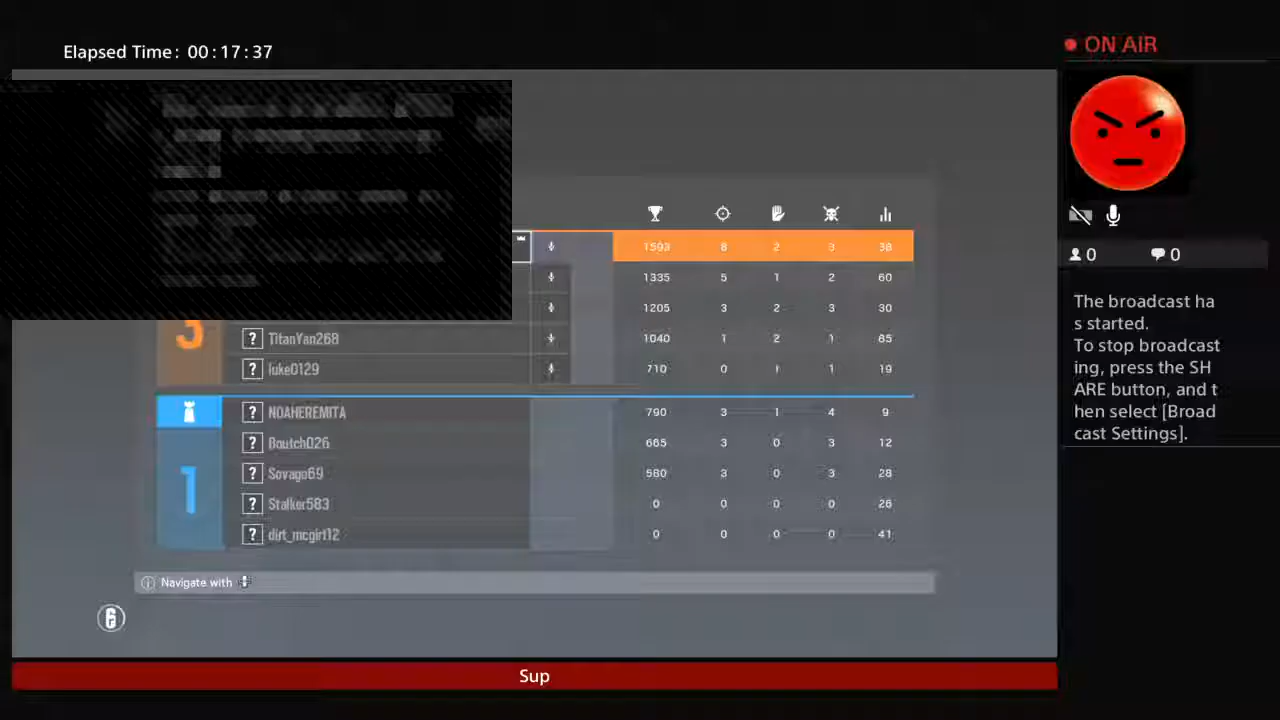 Elapsed Time: 00:17:37
ON AIR
0 0
1593 8 2 3 38
1335 5 1 2 60
1205 3 2 3 30
3 ? TitanYan268 1040 1 2 1 85
? luke0129 710 0 1 1 19
? NOAHEREMITA 790 3 1 4 9
? Boutch026 665 3 0 3 12
1 ? Sovago69 580 3 0 3 28
? Stalker583 0 0 0 26
? dirt_mcgirt12 0 0 0 41
Navigate with
6
Sup
The broadcast ha
s started.
To stop broadcast
ing, press the SH
ARE button, and t
hen select [Broad
cast Settings].